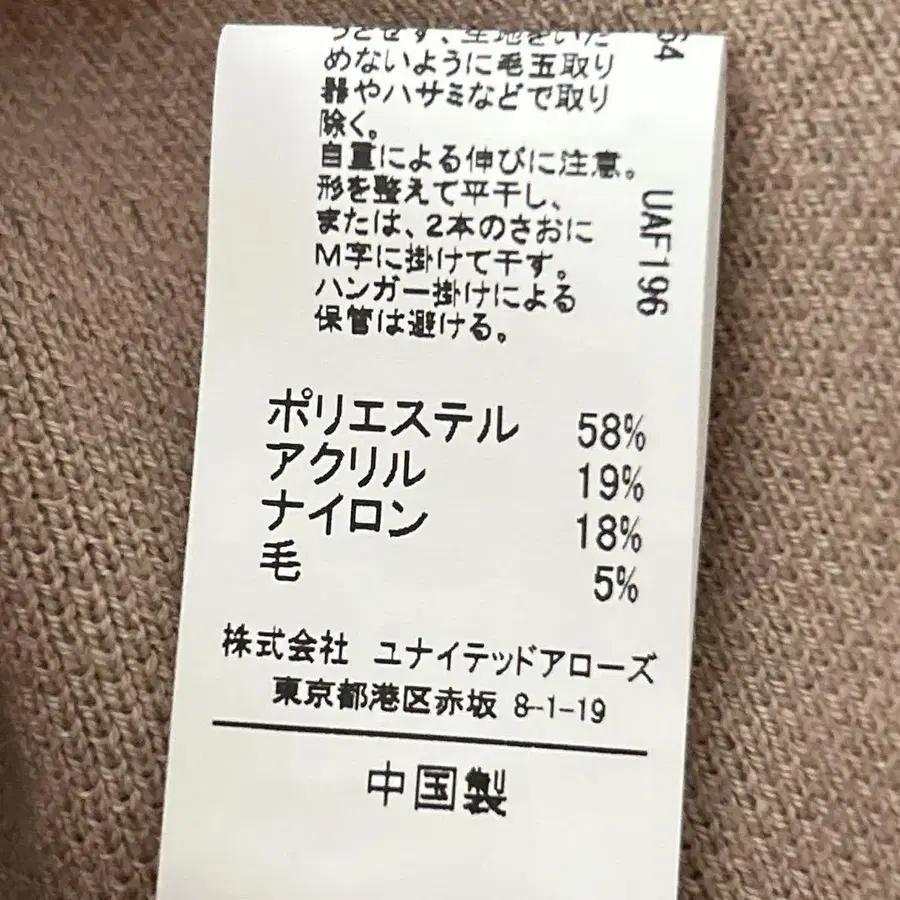 めないように毛玉取り
器やハサミなどで取り
除く。
自重による伸びに注意。
形を整えて平干し、
または、2本のさおに
M字に掛けて干す。
ハンガー掛けによる
保管は避ける。
64
UAF196
ポリエステル 58%
アクリル 19%
ナイロン 18%
毛 5%
株式会社 ユナイテッドアローズ
東京都港区赤坂 8-1-19
中国製